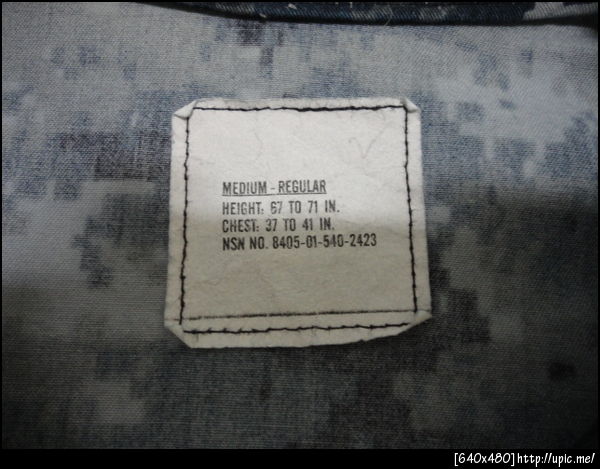 MEDIUM - REGULAR
HEIGHT: 67 TO 71 IN.
CHEST: 37 TO 41 IN.
NSN NO. 8405-01-540-2423
[640x480]http://upic.me/